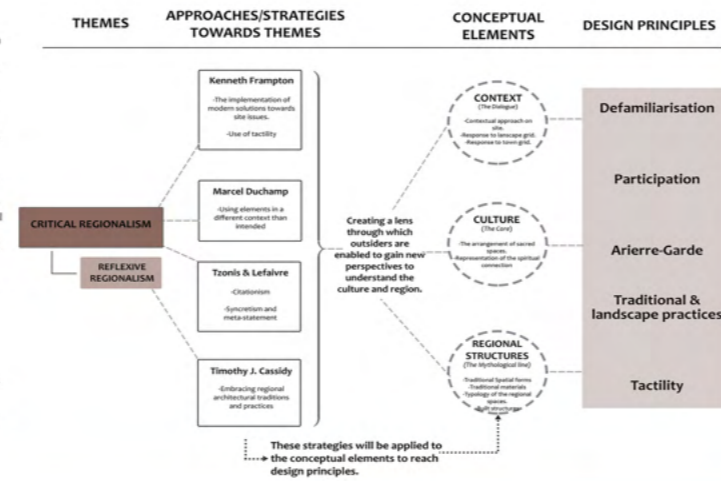 THEMES
APPROACHES/STRATEGIES
TOWARDS THEMES
CONCEPTUAL
ELEMENTS
DESIGN PRINCIPLES
CRITICAL REGIONALISM
REFLEXIVE
REGIONALISM
Kenneth Frampton
-The implementation of
modern solutions towards
site issues.
-Use of tactility
Marcel Duchamp
-Using elements in a
different context than
intended
Tzonis & Lefaivre
-Citationism
-Syncretism and
meta-statement
Timothy J. Cassidy
-Embracing regional
architectural traditions
and practices
Creating a lens
through which
outsiders are
enabled to gain new
perspectives to
understand the
culture and region.
CONTEXT
(The Dialogue)
-Contextual approach on
site.
-Response to lanscape grid.
-Response to town grid.
CULTURE
(The Core)
-The arrangement of sacred
spaces.
-Representation of the spiritual
connection
REGIONAL
STRUCTURES
(The Mythological line)
-Traditional Spatial forms
-Traditional materials
-Typology of the regional
spaces.
-Built structures
Defamiliarisation
Participation
Arierre-Garde
Traditional &
landscape practices
Tactility
These strategies will be applied to
the conceptual elements to reach
design principles.